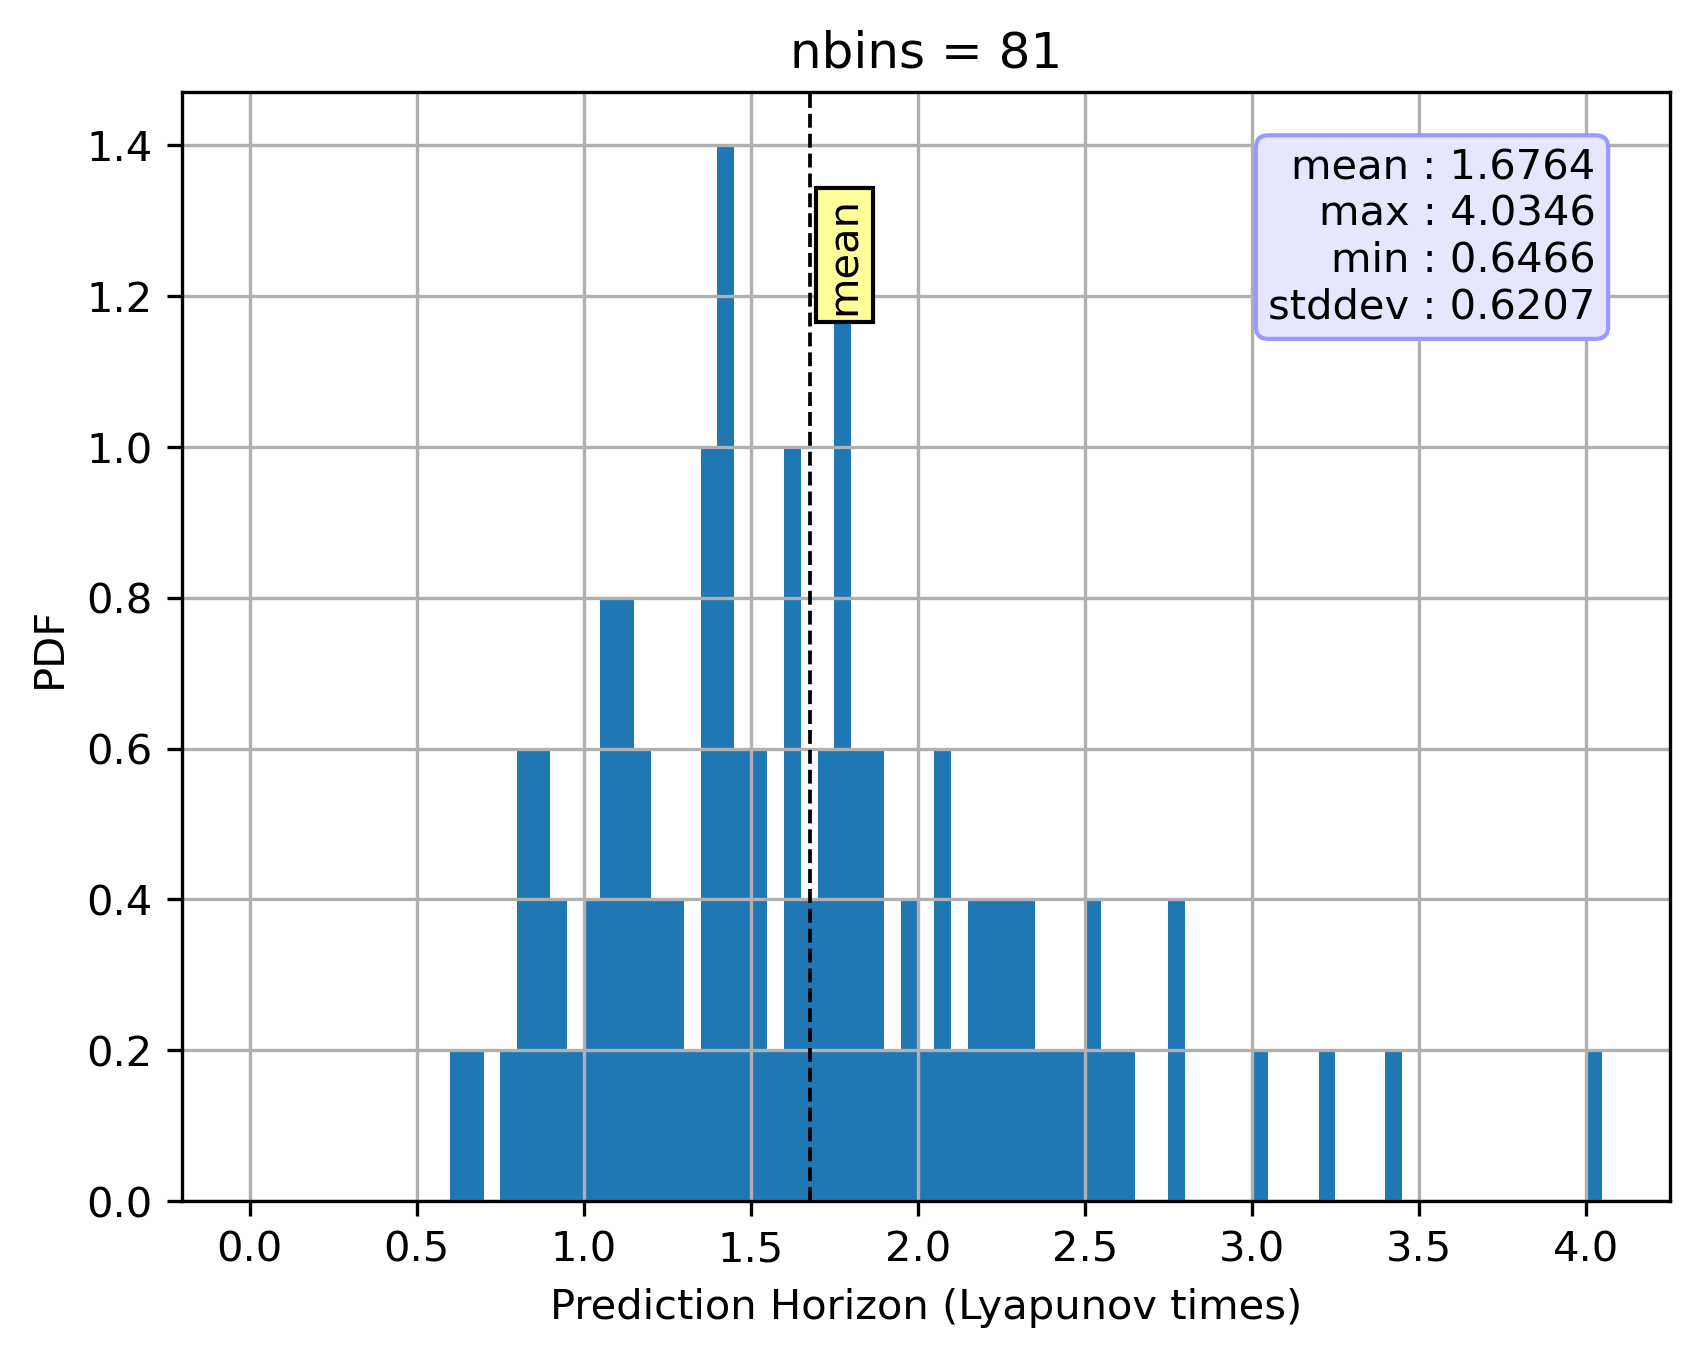 nbins = 81
1.4
1.2
1.0
0.8
0.6
0.4
0.2
0.0
PDF
mean
mean : 1.6764
max : 4.0346
min : 0.6466
stddev : 0.6207
0.0 0.5 1.0 1.5 2.0 2.5 3.0 3.5 4.0
Prediction Horizon (Lyapunov times)